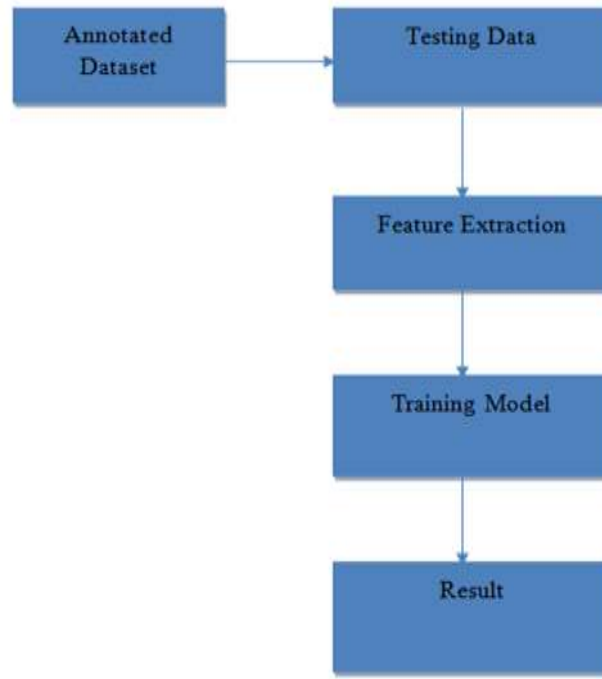 Annotated
Dataset
Testing Data
Feature Extraction
Training Model
Result